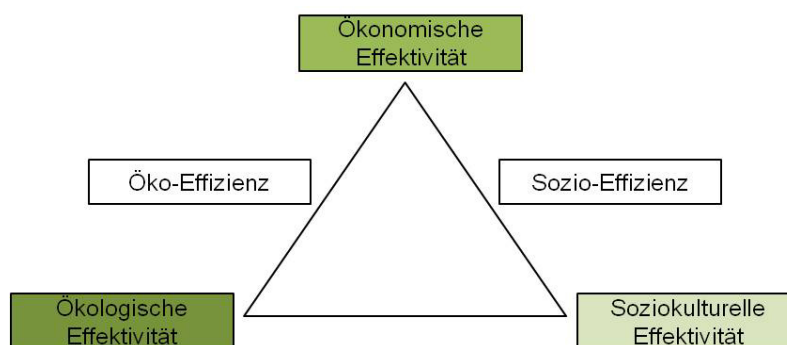 Ökonomische
Effektivität
Öko-Effizienz
Sozio-Effizienz
Ökologische
Effektivität
Soziokulturelle
Effektivität